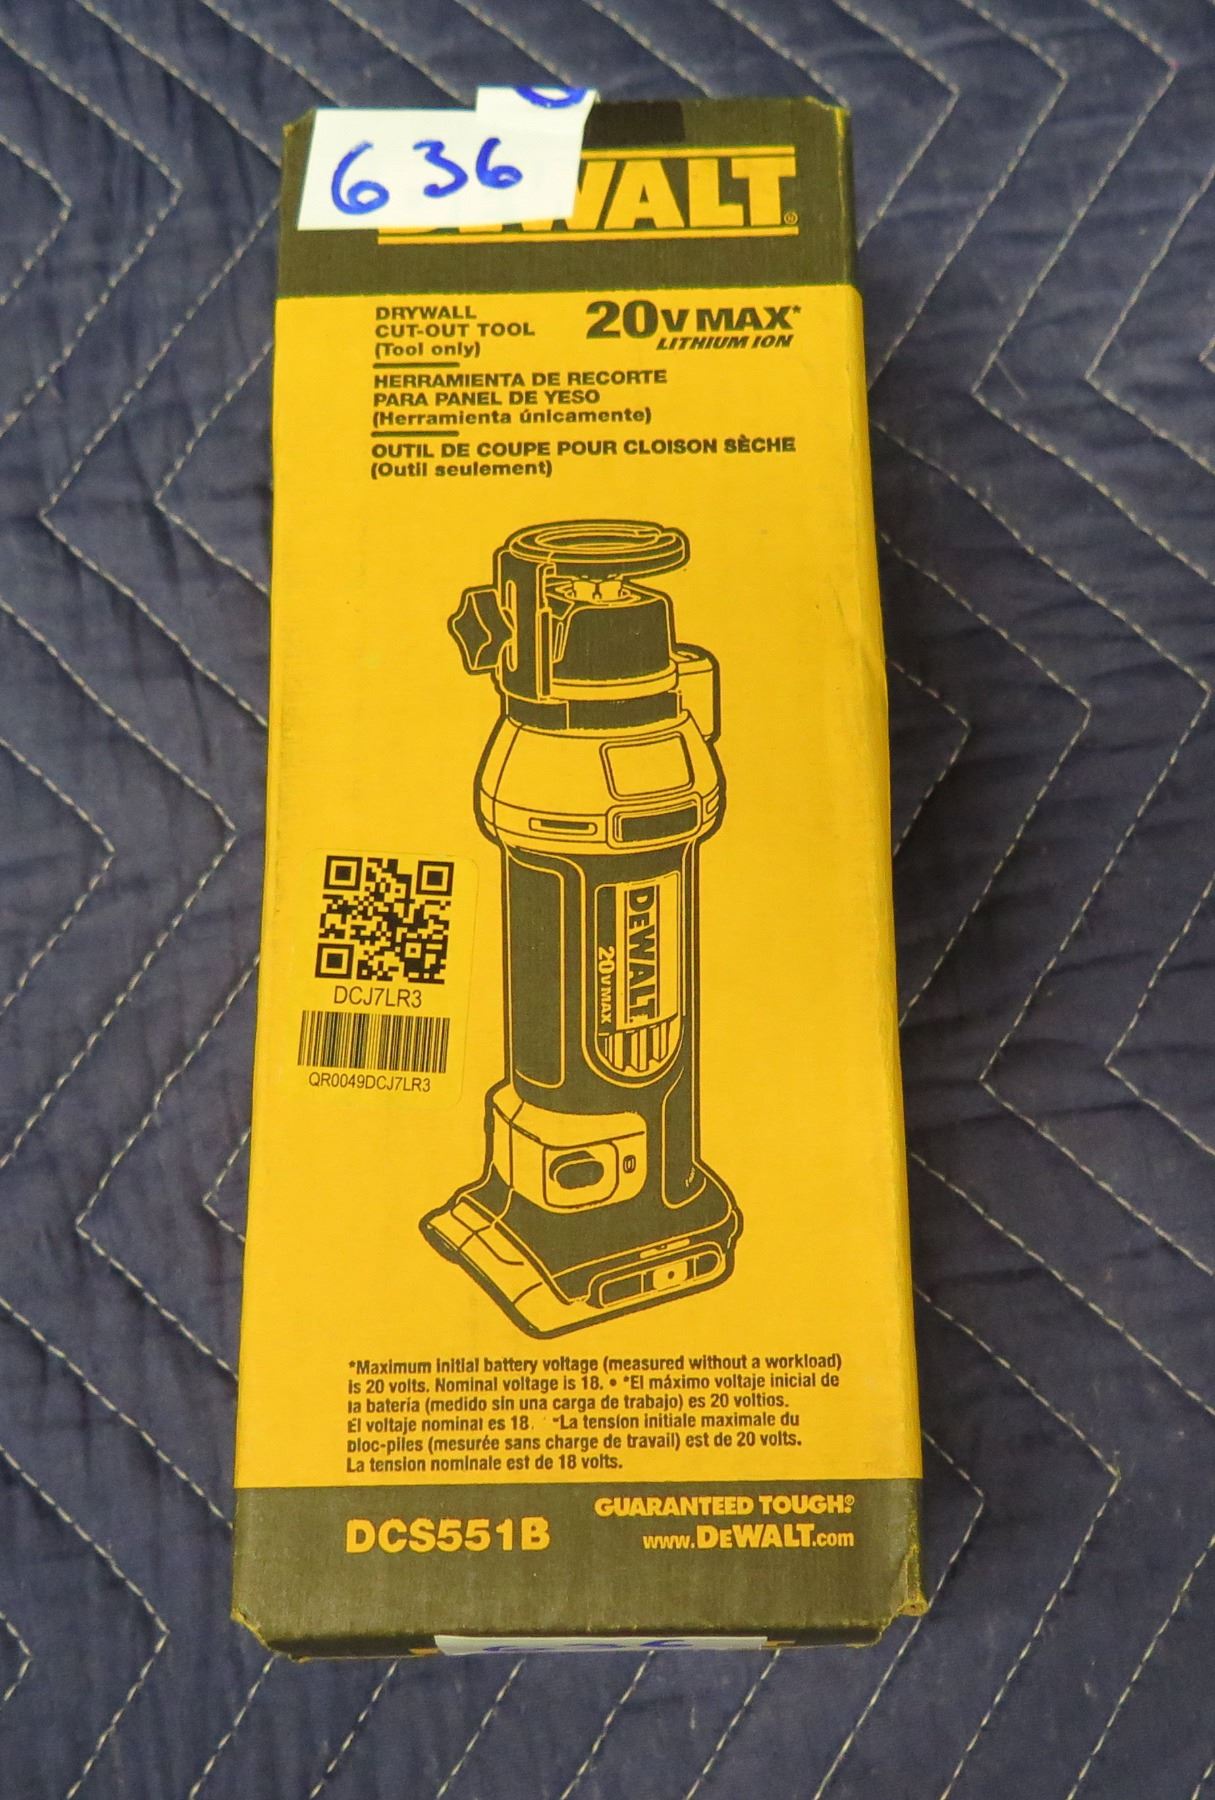 636
DEWALT®
DRYWALL
CUT-OUT TOOL
(Tool only)
20V MAX*
LITHIUM ION
HERRAMIENTA DE RECORTE
PARA PANEL DE YESO
(Herramienta únicamente)
OUTIL DE COUPE POUR CLOISON SÈCHE
(Outil seulement)
DEWALT
20V MAX
DCJ7LR3
QR0049DCJ7LR3
*Maximum initial battery voltage (measured without a workload)
is 20 volts. Nominal voltage is 18. • *El máximo voltaje inicial de
la batería (medido sin una carga de trabajo) es 20 voltios.
El voltaje nominal es 18. *La tension initiale maximale du
bloc-piles (mesurée sans charge de travail) est de 20 volts.
La tension nominale est de 18 volts.
DCS551B
GUARANTEED TOUGH®
www.DEWALT.com